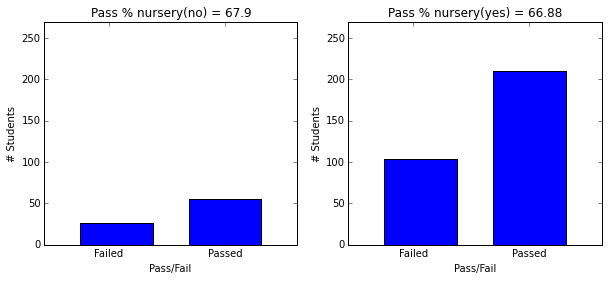 Pass % nursery(no) = 67.9
250
200
150
100
50
0
# Students
Failed Passed
Pass/Fail
Pass % nursery(yes) = 66.88
250
200
150
100
50
0
# Students
Failed Passed
Pass/Fail